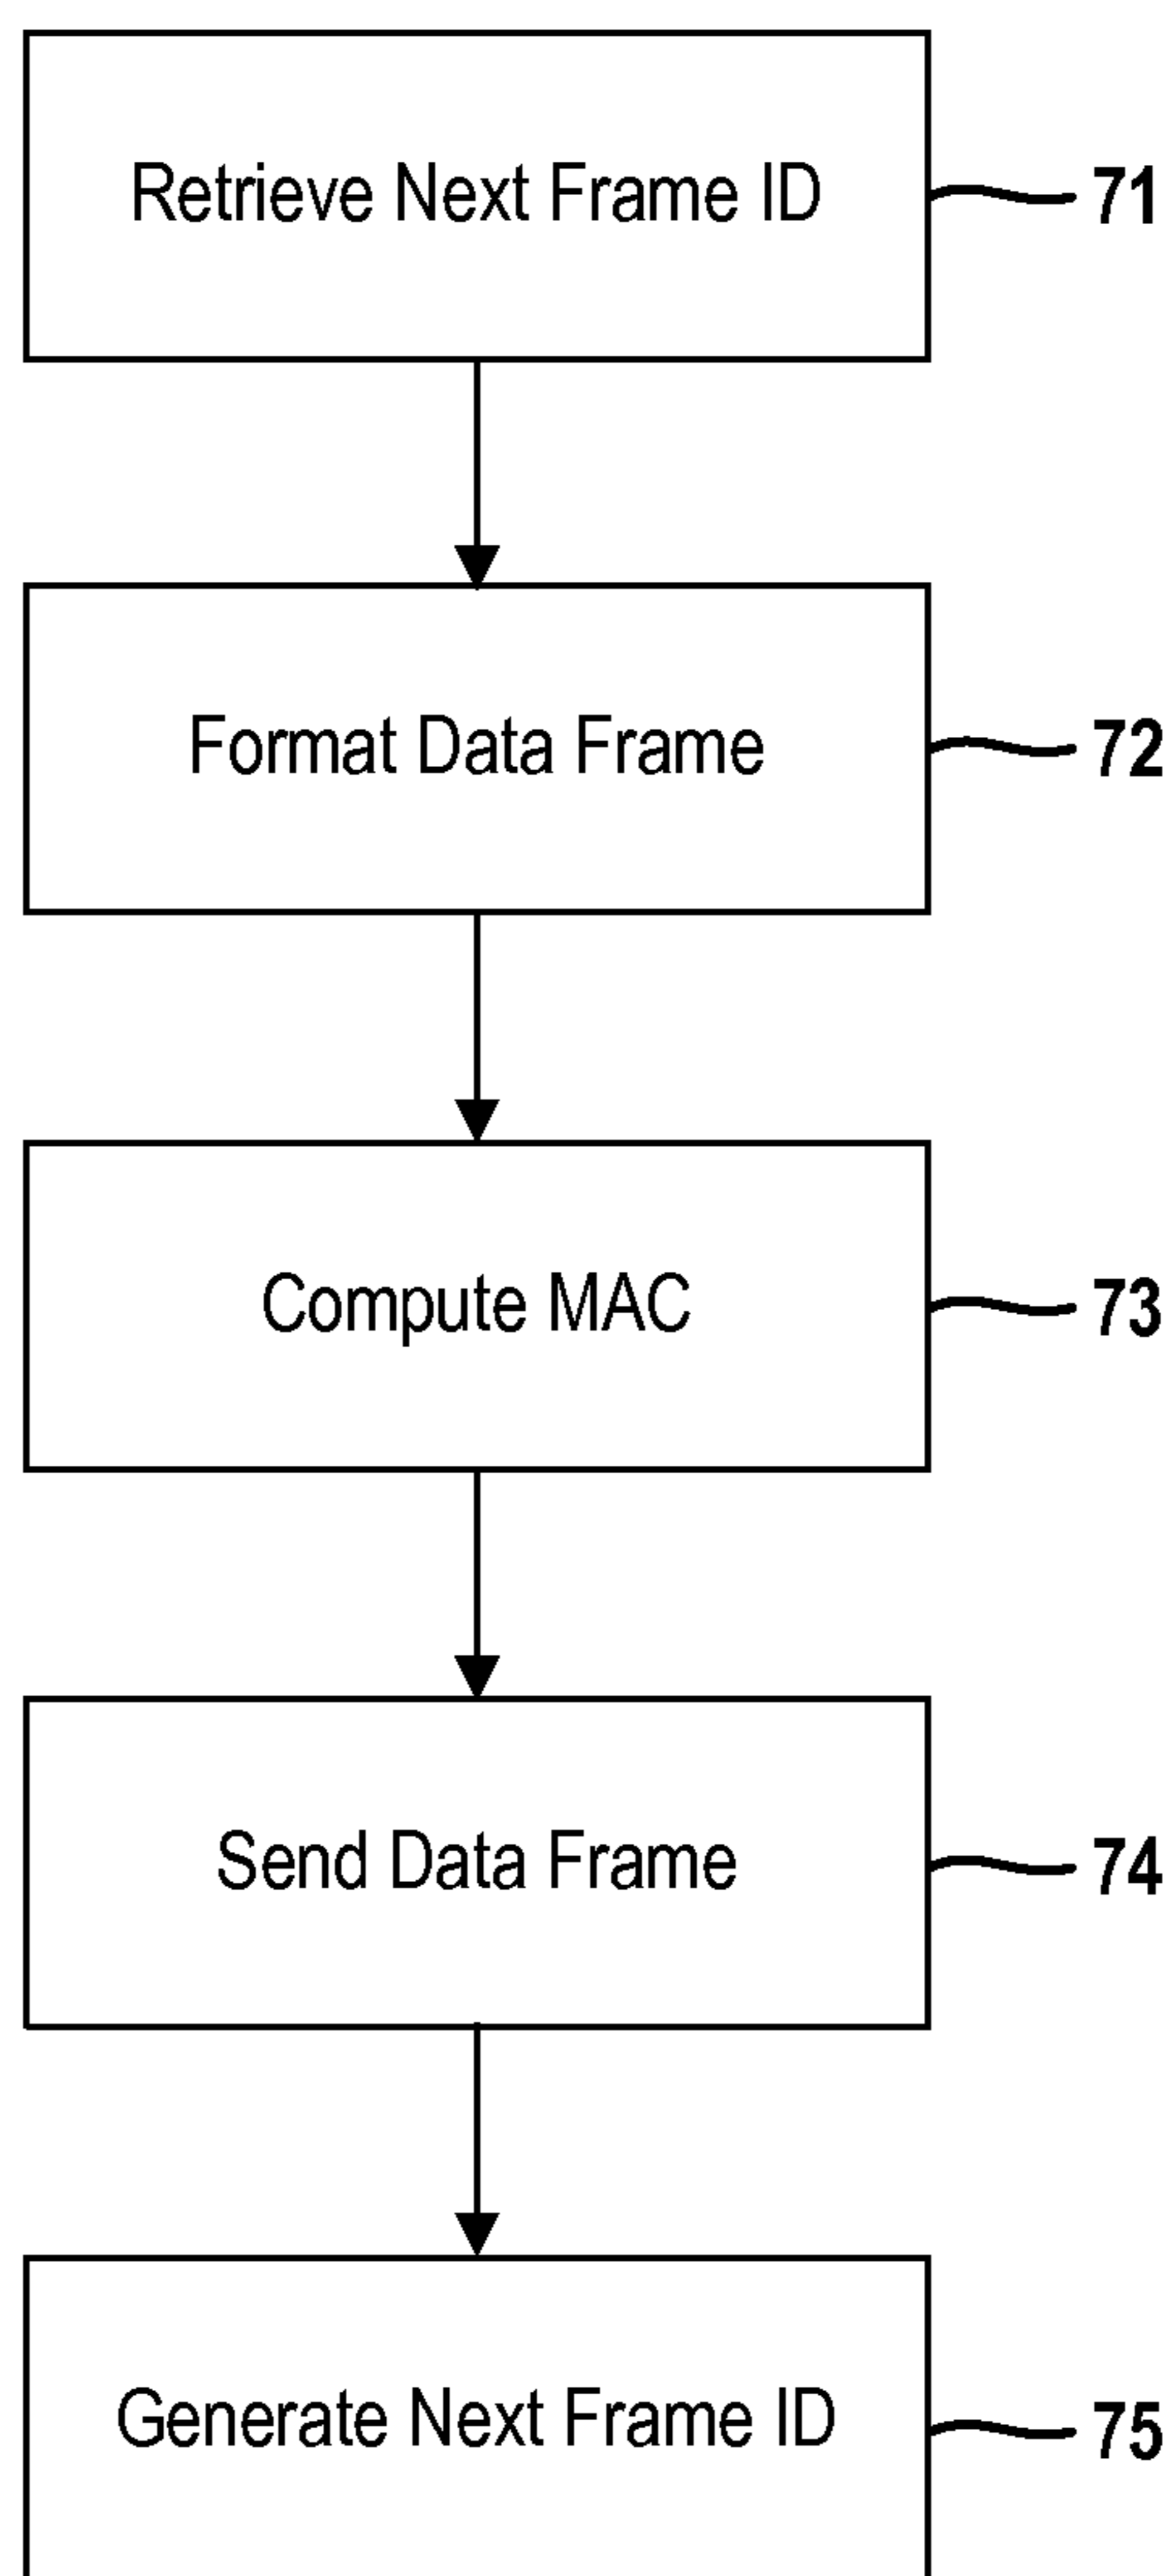 Retrieve Next Frame ID
71
Format Data Frame
72
Compute MAC
73
Send Data Frame
74
Generate Next Frame ID
75